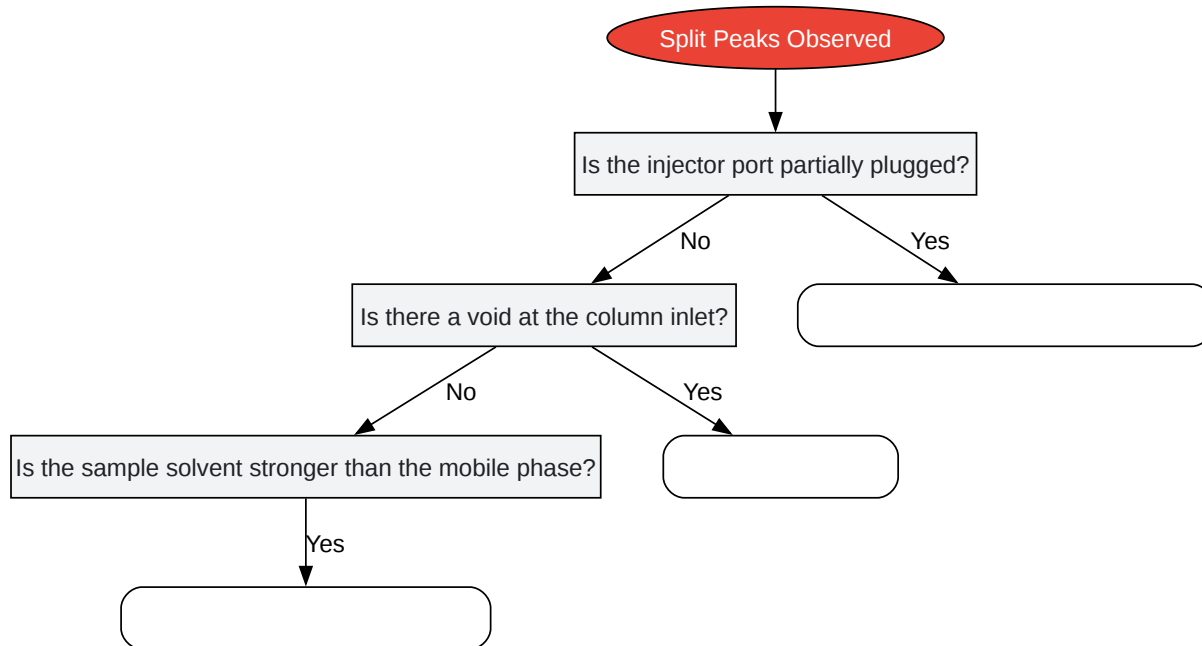 Split Peaks Observed
Is the injector port partially plugged?
No
Yes
Is there a void at the column inlet?
No
Yes
Is the sample solvent stronger than the mobile phase?
Yes